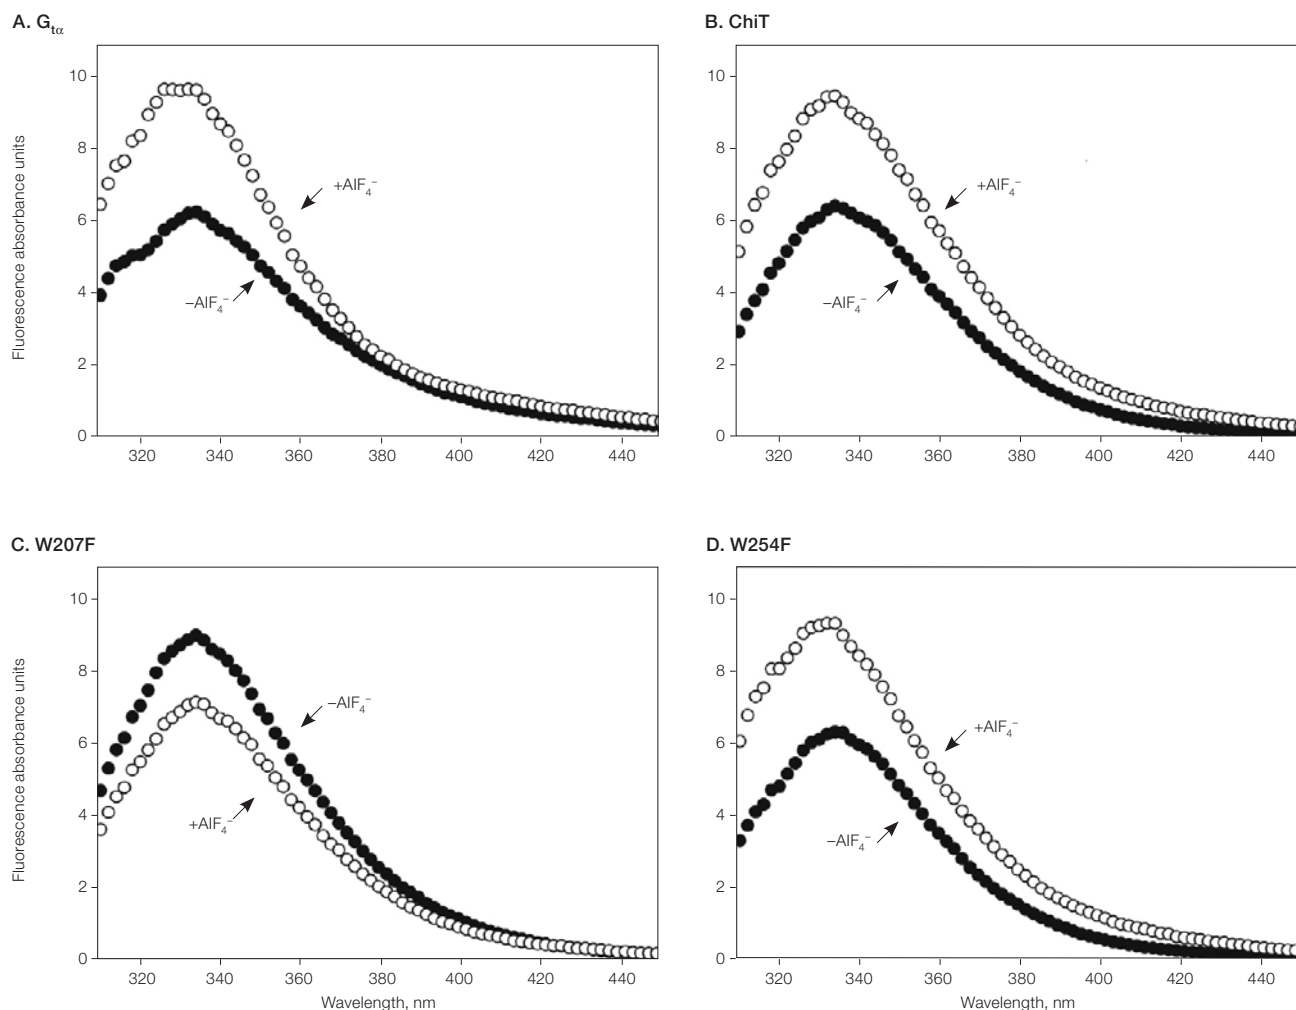 A. Gtα
B. ChiT
Fluorescence absorbance units
10
8
6
4
2
0
+AlF4−
−AlF4−
320 340 360 380 400 420 440
10
8
6
4
2
0
+AlF4−
−AlF4−
320 340 360 380 400 420 440
C. W207F
D. W254F
Fluorescence absorbance units
10
8
6
4
2
0
−AlF4−
+AlF4−
320 340 360 380 400 420 440
Wavelength, nm
10
8
6
4
2
0
+AlF4−
−AlF4−
320 340 360 380 400 420 440
Wavelength, nm